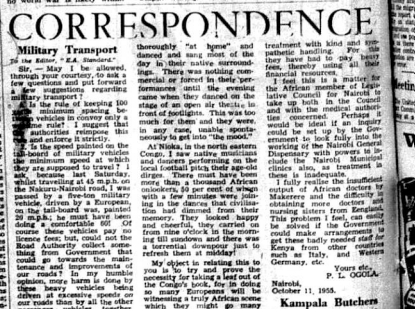 CORRESPONDENCE
Military Transport
To the Editor, "E.A. Standard."
Sir,— May I be allowed,
through your courtesy, to ask a
few questions and put forward
a few suggestions regarding
military transport?
Is the rule of keeping 100
yards minimum spacing be-
tween vehicles in convoy only a
rule? I suggest that
authorities reimpose this
and enforce it strictly.
Is the speed painted on the
tail-board of military vehicles
minimum speed at which
they are supposed to travel? I
ask, because last Saturday,
whilst travelling at 45 m.p.h. on
the Nakuru-Nairobi road, I was
passed by a five-ton military
vehicle, driven by a European,
on the tail-board was, painted
20 m.p.h.; he must have been
doing a comfortable Of
course these vehicles pay no
licence fees; but, could not the
Road Authority collect some-
thing from Government that
could go towards the main-
tenance and improvements of
our roads? In my humble
opinion, more harm is done by
these heavy vehicles being
driven at excessive speeds on
our roads than by all the other
thoroughly "at home" and
danced and sang most of the
day in their native surround-
ings. There was nothing com-
mercial or forced in their per-
formances until the evening
came when they danced on the
stage of an open air in
front of footlights. This was too
much for them and they were,
in any case, unable sponta-
neously to get into the "mood."
At Nioka, in the north eastern
Congo, I saw native musicians
and dancers performing on the
local football pitch their age-old
dirges. There must have been
more than a thousand African
onlookers, 90 per cent. of whom
with a few minutes were join-
ing in the dances that civilisa-
tion had dimmed from their
memory. They looked happy
and cheerful, they carried on
from nine o'clock in the morn-
ing till sundown and there was
a torrential downpour just to
refresh them at midday!
My object in relating this to
you is to try and prove the
necessity for taking a leaf out of
the Congo's book, for in doing
so many Europeans will be
witnessing a truly African scene
which they might go many
treatment with kind and sym-
pathetic handling. For this
they have had to pay heavy
fees, thereby using limited
financial resources.
I feel this is a matter for
the African member of Legis-
lative Council for Nairobi to
take up both in the Council
and with the medical authori-
ties concerned. Perhaps it
would be ideal if an inquiry
could be set up by the Gov-
ernment to look fully into the
working of the Nairobi General
Dispensary with powers to in-
clude the Nairobi Municipal
clinics also, as treatment in
these is inadequate.
I fully realise the insufficient
output of African doctors by
Makerere and the difficulty in
obtaining more doctors and
nursing sisters from England.
This problem I feel, can easily
be solved if the Government
could make arrangements to
get these badly needed staff for
Kenya from other countries
such as Italy, and Western
Germany, etc.
Yours etc.,
P. L. OGOLA.
Nairobi,
October 11, 1955.
Kampala Butchers